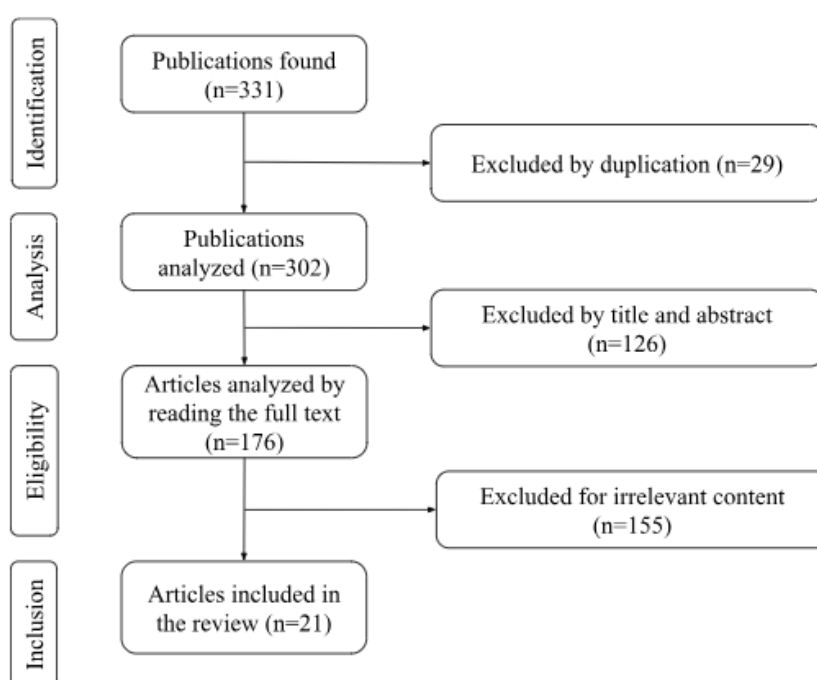 Identification
Publications found
(n=331)
Excluded by duplication (n=29)
Analysis
Publications
analyzed (n=302)
Excluded by title and abstract
(n=126)
Eligibility
Articles analyzed by
reading the full text
(n=176)
Excluded for irrelevant content
(n=155)
Inclusion
Articles included in
the review (n=21)